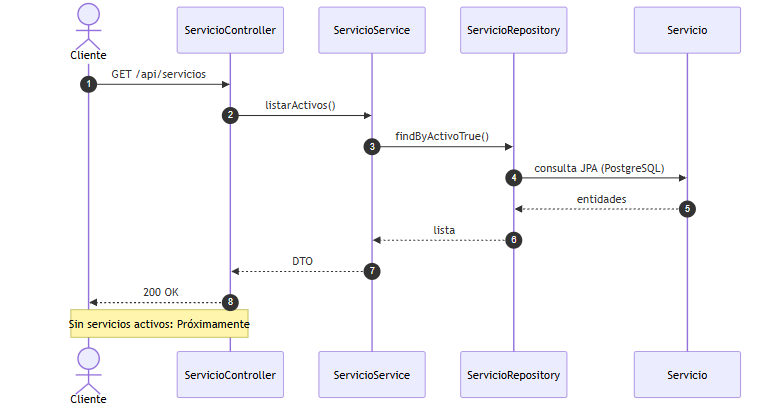 Cliente
ServicioController
ServicioService
ServicioRepository
Servicio
1
GET /api/servicios
2
listarActivos()
3
findByActivoTrue()
4
consulta JPA (PostgreSQL)
entidades
5
lista
6
DTO
7
200 OK
8
Sin servicios activos: Próximamente
Cliente
ServicioController
ServicioService
ServicioRepository
Servicio